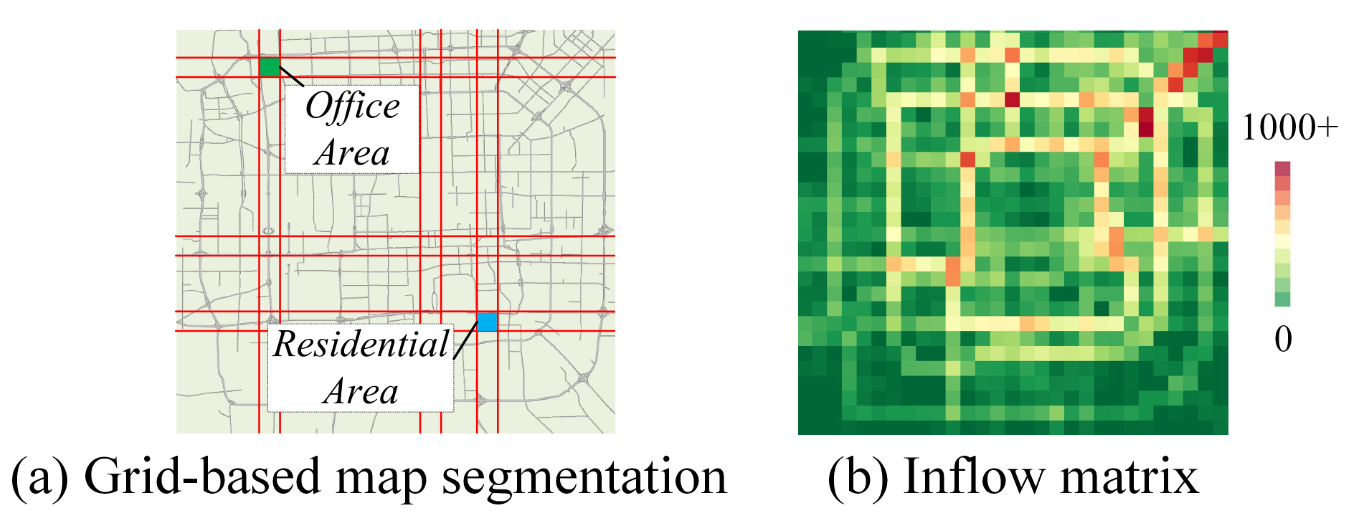 Office
Area
Residential
Area
1000+
0
(a) Grid-based map segmentation
(b) Inflow matrix